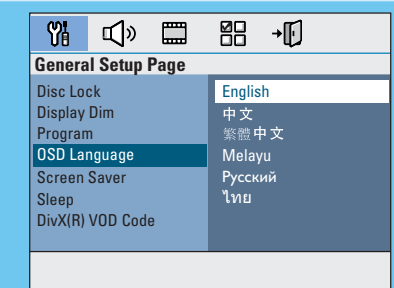 General Setup Page
Disc Lock
Display Dim
Program
OSD Language
Screen Saver
Sleep
DivX(R) VOD Code
English
中文
繁體中文
Melayu
Русский
ไทย